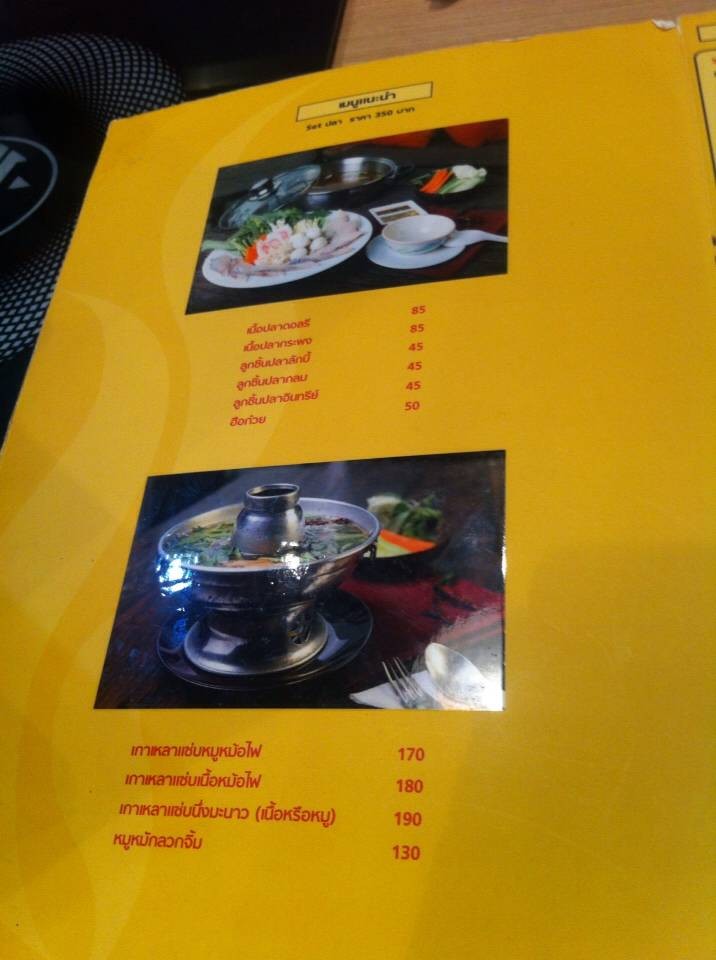 เมนูแนะนำ
Set ปลา ราคา 350 บาท
เนื้อปลาดอลรี 85
เนื้อปลากระพง 85
ลูกชิ้นปลาลักบี้ 45
ลูกชิ้นปลากลม 45
ลูกชิ้นปลาอินทรีย์ 45
ฮือก๋วย 50
เกาเหลาแซ่บหมูหม้อไฟ 170
เกาเหลาแซ่บเนื้อหม้อไฟ 180
เกาเหลาแซ่บนึ่งมะนาว (เนื้อหรือหมู) 190
หมูหมักลวกจิ้ม 130